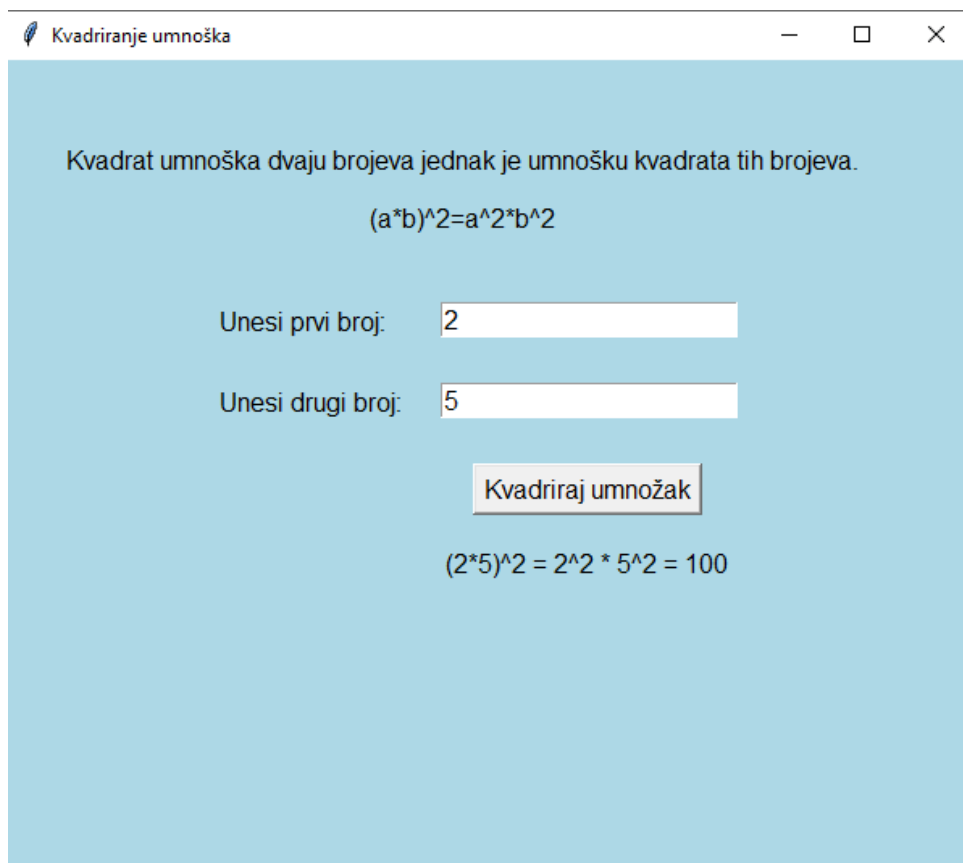 Kvadriranje umnoška
Kvadrat umnoška dvaju brojeva jednak je umnošku kvadrata tih brojeva.
(a*b)^2=a^2*b^2
Unesi prvi broj: 2
Unesi drugi broj: 5
Kvadriraj umnožak
(2*5)^2 = 2^2 * 5^2 = 100